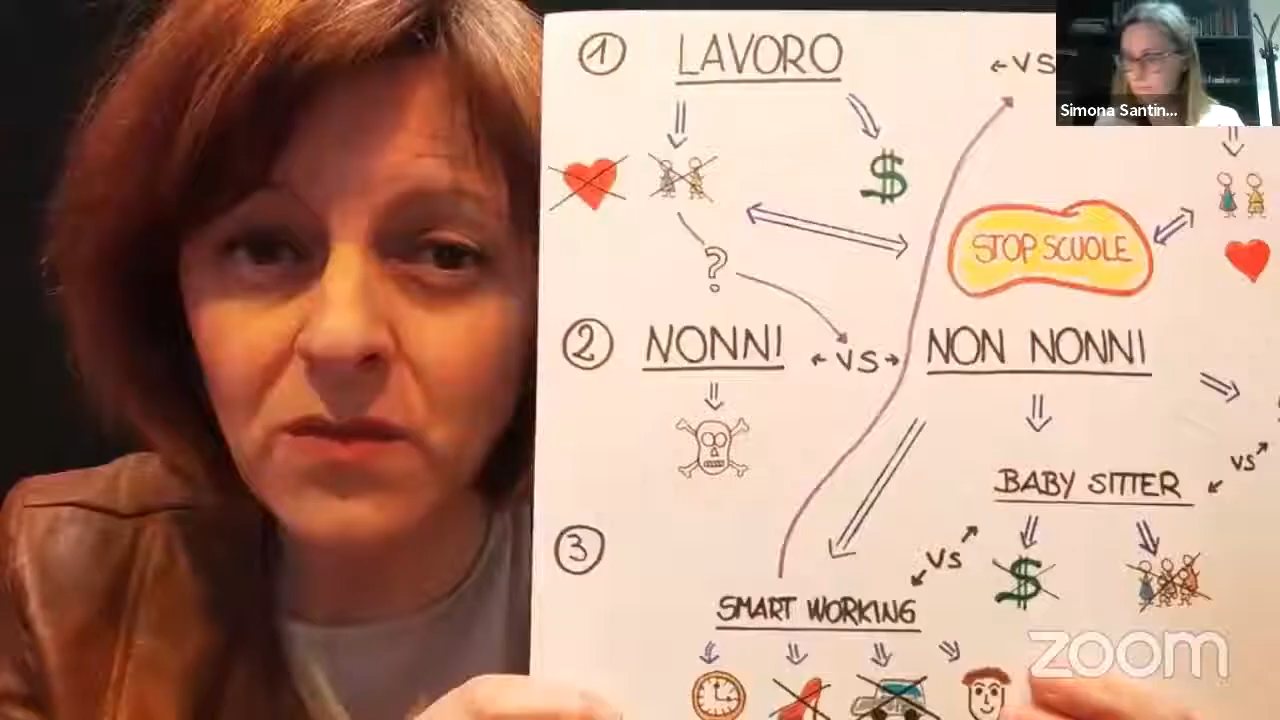 ① LAVORO
←VS
Simona Santin...
$
STOP SCUOLE
?
② NONNI ←VS→ NON NONNI
VS
BABY SITTER
③
VS
$
SMART WORKING
zoom